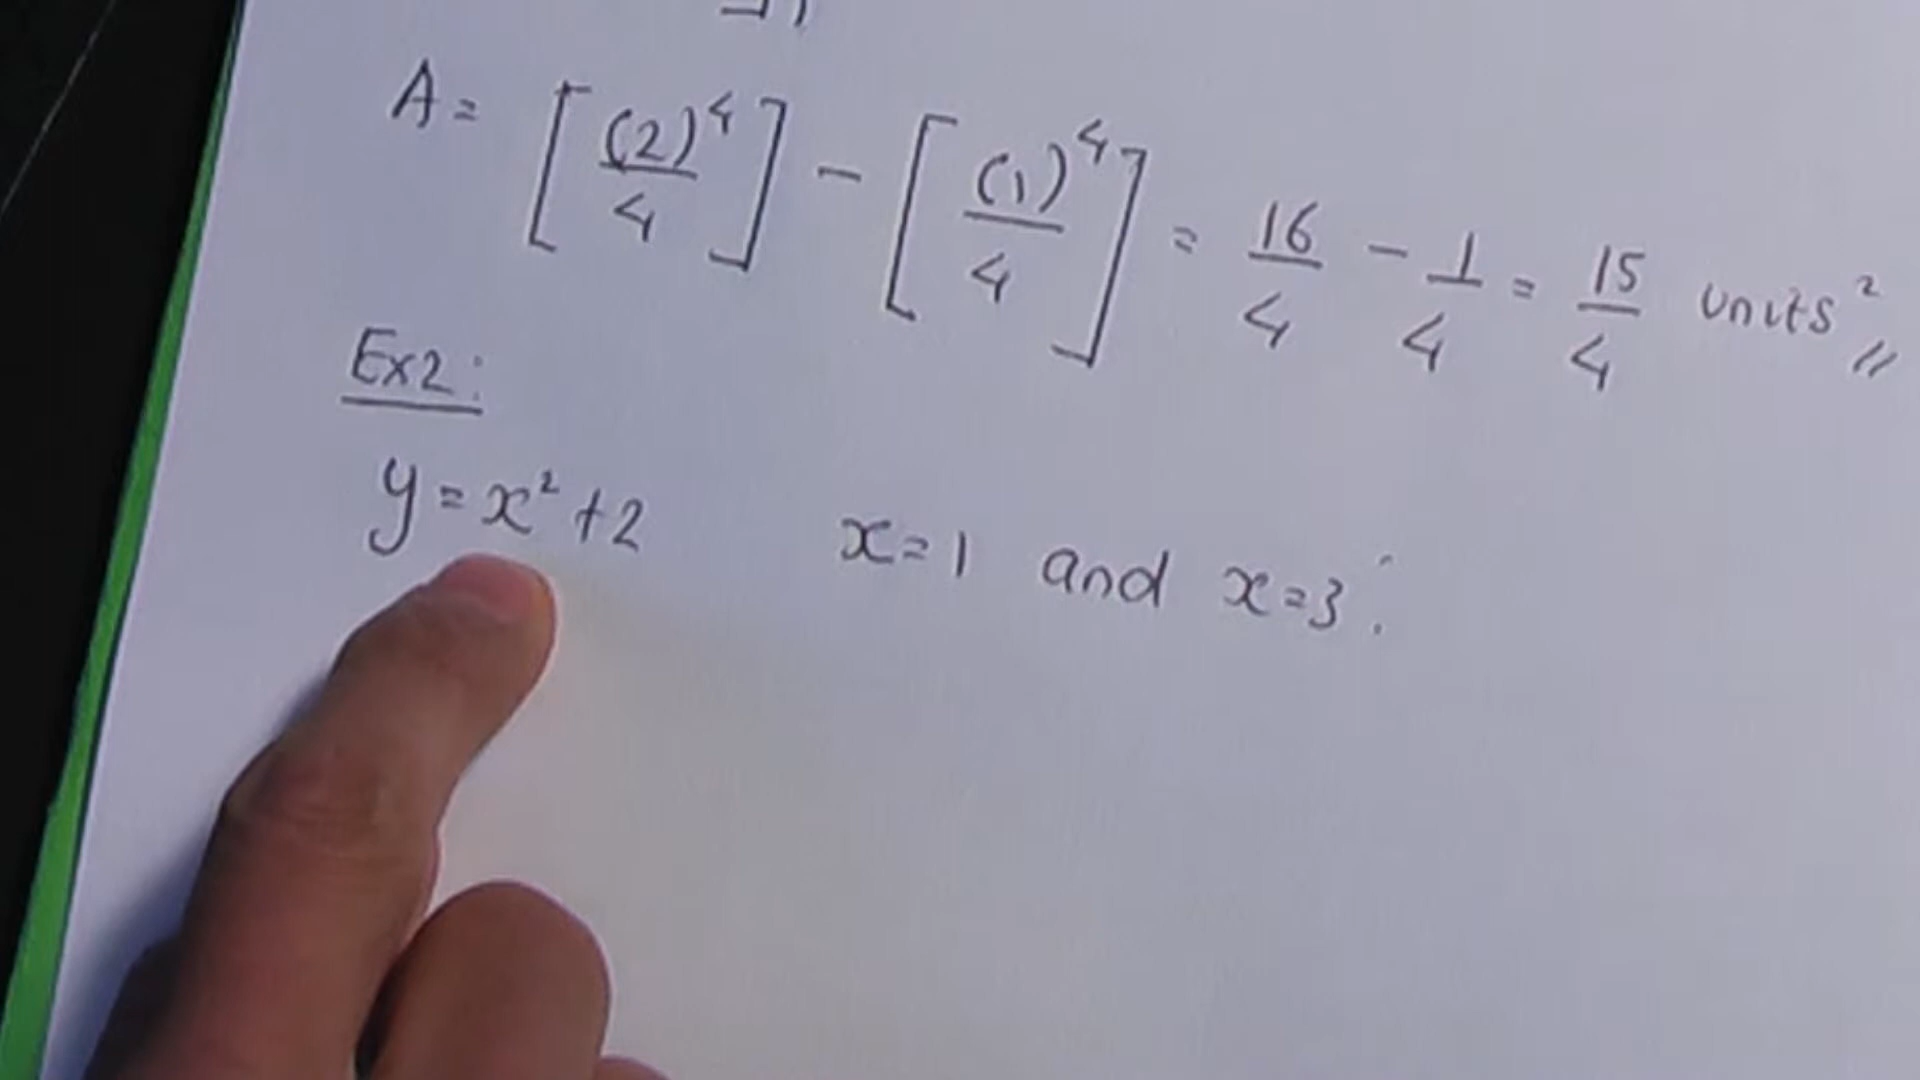 A = [(2)^4/4] - [(1)^4/4] = 16/4 - 1/4 = 15/4 units²//
Ex2:
y = x² + 2 x = 1 and x = 3.